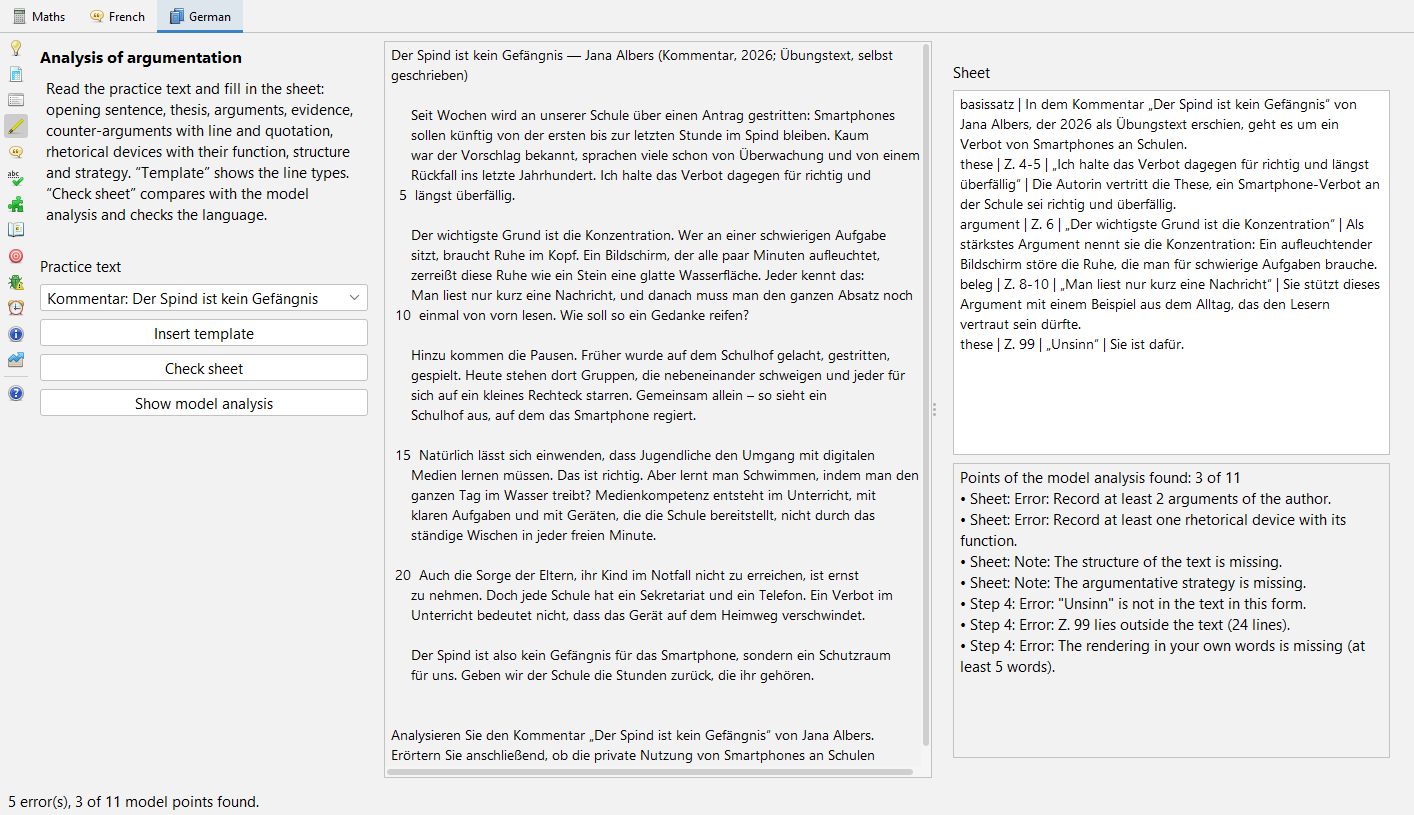 Maths
French
German
Analysis of argumentation
Read the practice text and fill in the sheet:
opening sentence, thesis, arguments, evidence,
counter-arguments with line and quotation,
rhetorical devices with their function, structure
and strategy. “Template” shows the line types.
“Check sheet” compares with the model
analysis and checks the language.
Practice text
Kommentar: Der Spind ist kein Gefängnis
Insert template
Check sheet
Show model analysis
Der Spind ist kein Gefängnis — Jana Albers (Kommentar, 2026; Übungstext, selbst
geschrieben)
Seit Wochen wird an unserer Schule über einen Antrag gestritten: Smartphones
sollen künftig von der ersten bis zur letzten Stunde im Spind bleiben. Kaum
war der Vorschlag bekannt, sprachen viele schon von Überwachung und von einem
Rückfall ins letzte Jahrhundert. Ich halte das Verbot dagegen für richtig und
5 längst überfällig.
Der wichtigste Grund ist die Konzentration. Wer an einer schwierigen Aufgabe
sitzt, braucht Ruhe im Kopf. Ein Bildschirm, der alle paar Minuten aufleuchtet,
zerreißt diese Ruhe wie ein Stein eine glatte Wasserfläche. Jeder kennt das:
Man liest nur kurz eine Nachricht, und danach muss man den ganzen Absatz noch
10 einmal von vorn lesen. Wie soll so ein Gedanke reifen?
Hinzu kommen die Pausen. Früher wurde auf dem Schulhof gelacht, gestritten,
gespielt. Heute stehen dort Gruppen, die nebeneinander schweigen und jeder für
sich auf ein kleines Rechteck starren. Gemeinsam allein – so sieht ein
Schulhof aus, auf dem das Smartphone regiert.
15 Natürlich lässt sich einwenden, dass Jugendliche den Umgang mit digitalen
Medien lernen müssen. Das ist richtig. Aber lernt man Schwimmen, indem man den
ganzen Tag im Wasser treibt? Medienkompetenz entsteht im Unterricht, mit
klaren Aufgaben und mit Geräten, die die Schule bereitstellt, nicht durch das
ständige Wischen in jeder freien Minute.
20 Auch die Sorge der Eltern, ihr Kind im Notfall nicht zu erreichen, ist ernst
zu nehmen. Doch jede Schule hat ein Sekretariat und ein Telefon. Ein Verbot im
Unterricht bedeutet nicht, dass das Gerät auf dem Heimweg verschwindet.
Der Spind ist also kein Gefängnis für das Smartphone, sondern ein Schutzraum
für uns. Geben wir der Schule die Stunden zurück, die ihr gehören.
Analysieren Sie den Kommentar „Der Spind ist kein Gefängnis“ von Jana Albers.
Erörtern Sie anschließend, ob die private Nutzung von Smartphones an Schulen
Sheet
basissatz | In dem Kommentar „Der Spind ist kein Gefängnis“ von
Jana Albers, der 2026 als Übungstext erschien, geht es um ein
Verbot von Smartphones an Schulen.
these | Z. 4-5 | „Ich halte das Verbot dagegen für richtig und längst
überfällig“ | Die Autorin vertritt die These, ein Smartphone-Verbot an
der Schule sei richtig und überfällig.
argument | Z. 6 | „Der wichtigste Grund ist die Konzentration“ | Als
stärkstes Argument nennt sie die Konzentration: Ein aufleuchtender
Bildschirm störe die Ruhe, die man für schwierige Aufgaben brauche.
beleg | Z. 8-10 | „Man liest nur kurz eine Nachricht“ | Sie stützt dieses
Argument mit einem Beispiel aus dem Alltag, das den Lesern
vertraut sein dürfte.
these | Z. 99 | „Unsinn“ | Sie ist dafür.
Points of the model analysis found: 3 of 11
• Sheet: Error: Record at least 2 arguments of the author.
• Sheet: Error: Record at least one rhetorical device with its
function.
• Sheet: Note: The structure of the text is missing.
• Sheet: Note: The argumentative strategy is missing.
• Step 4: Error: "Unsinn" is not in the text in this form.
• Step 4: Error: Z. 99 lies outside the text (24 lines).
• Step 4: Error: The rendering in your own words is missing (at
least 5 words).
5 error(s), 3 of 11 model points found.